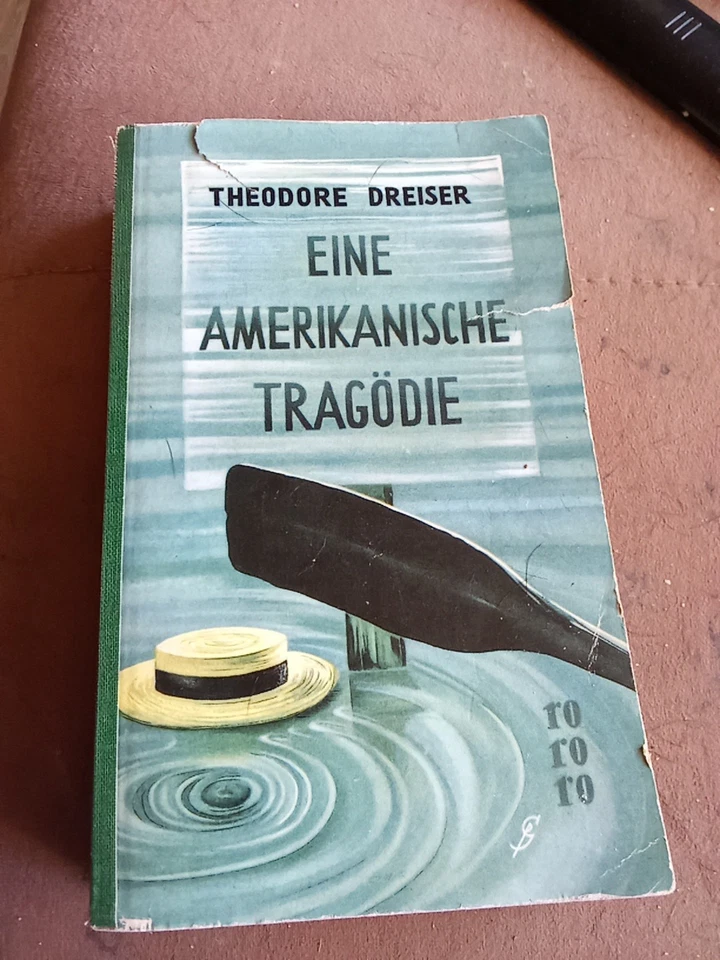 THEODORE DREISER
EINE
AMERIKANISCHE
TRAGÖDIE
ro
ro
ro